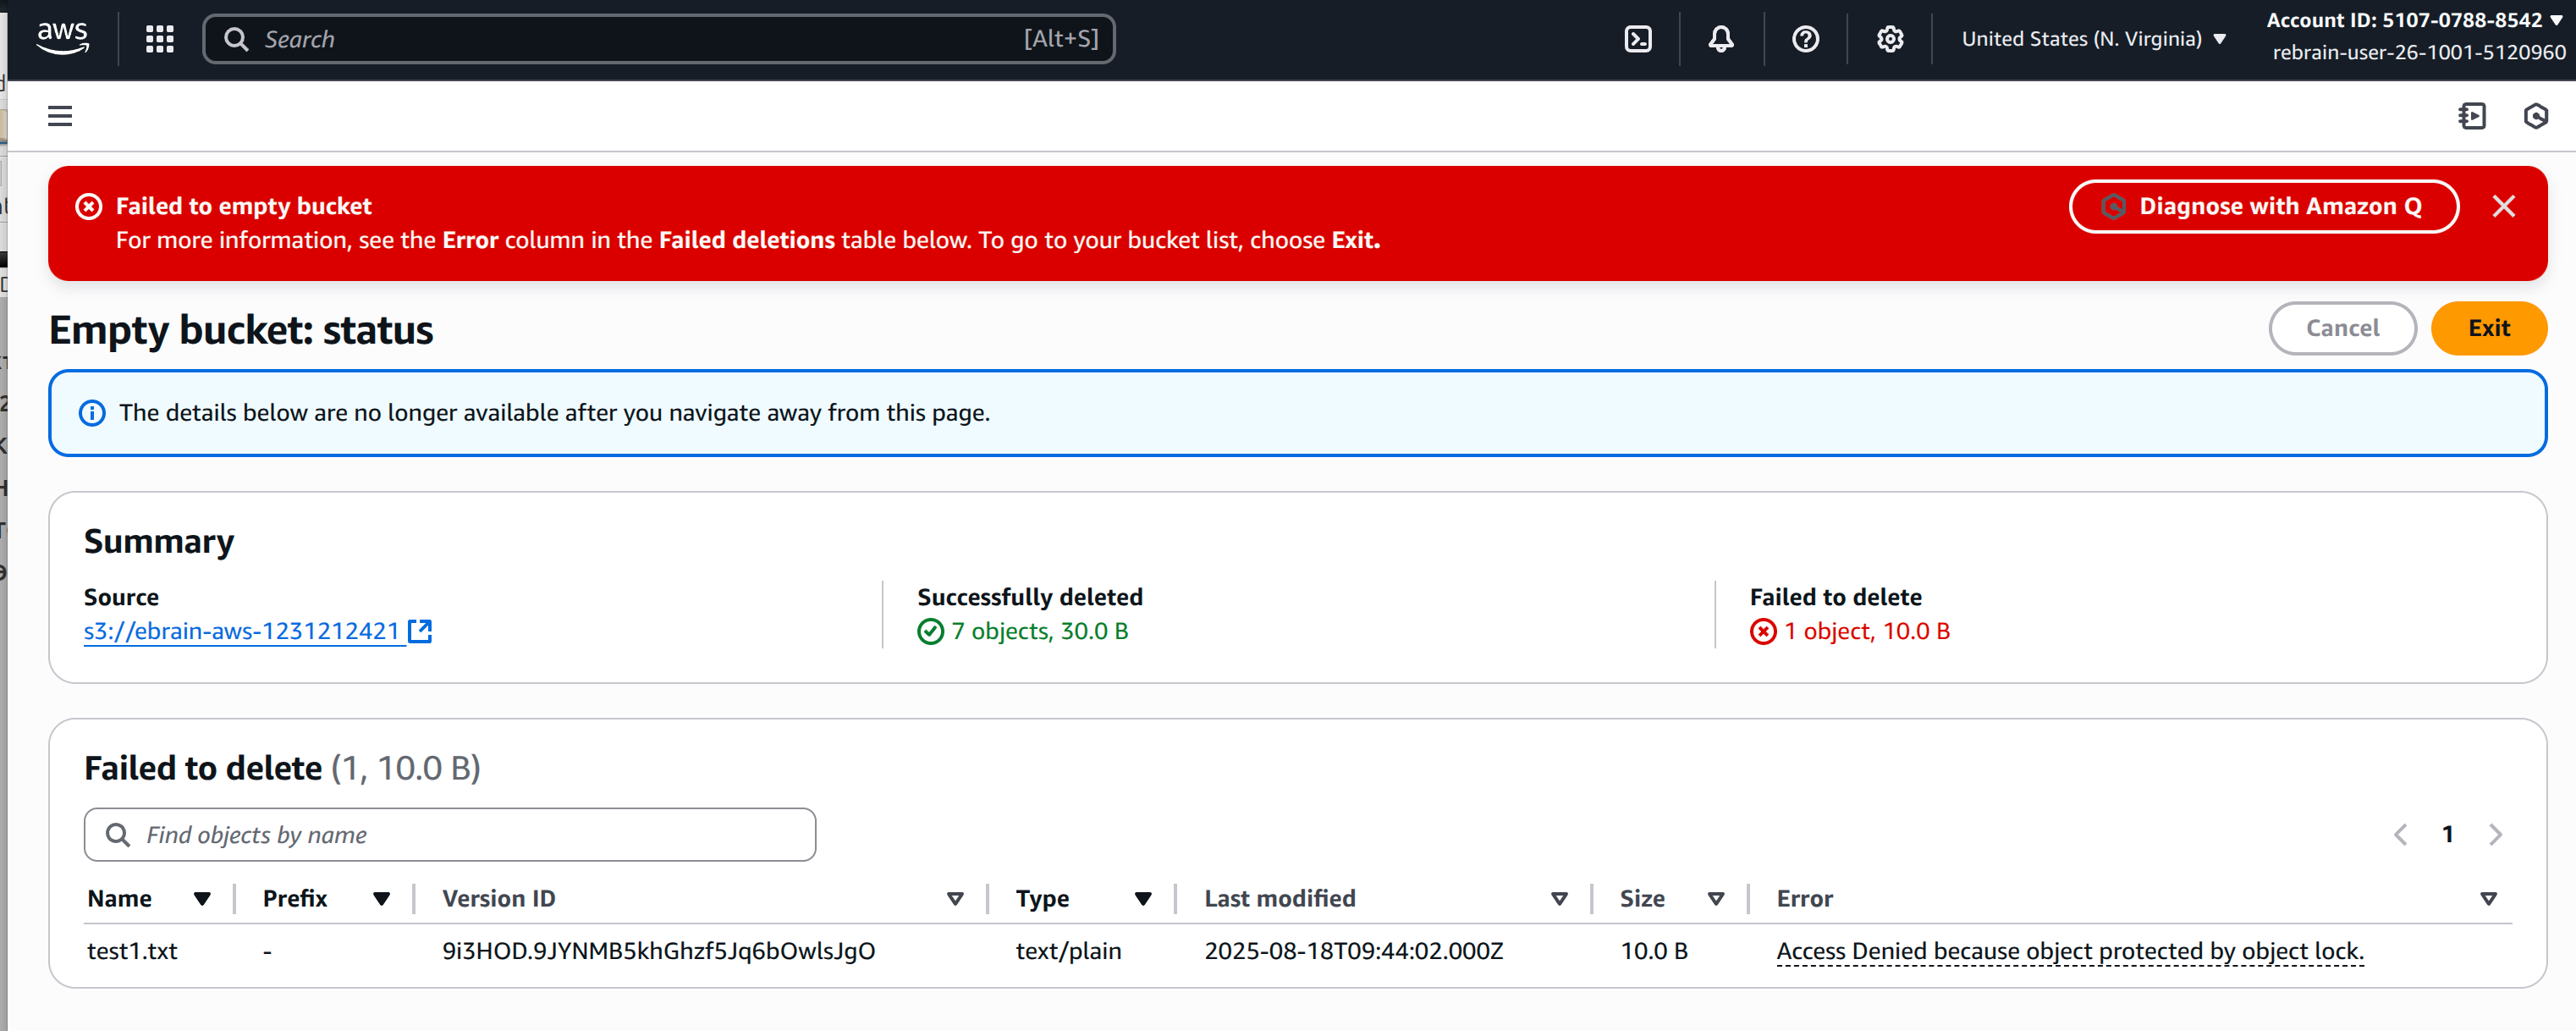 aws
Search [Alt+S]
United States (N. Virginia)
Account ID: 5107-0788-8542
rebrain-user-26-1001-5120960
Failed to empty bucket
For more information, see the Error column in the Failed deletions table below. To go to your bucket list, choose Exit.
Diagnose with Amazon Q
Empty bucket: status
Cancel
Exit
The details below are no longer available after you navigate away from this page.
Summary
Source
s3://ebrain-aws-1231212421
Successfully deleted
7 objects, 30.0 B
Failed to delete
1 object, 10.0 B
Failed to delete (1, 10.0 B)
Find objects by name
1
Name Prefix Version ID Type Last modified Size Error
test1.txt - 9i3HOD.9JYNMB5khGhzf5Jq6bOwlsJgO text/plain 2025-08-18T09:44:02.000Z 10.0 B Access Denied because object protected by object lock.